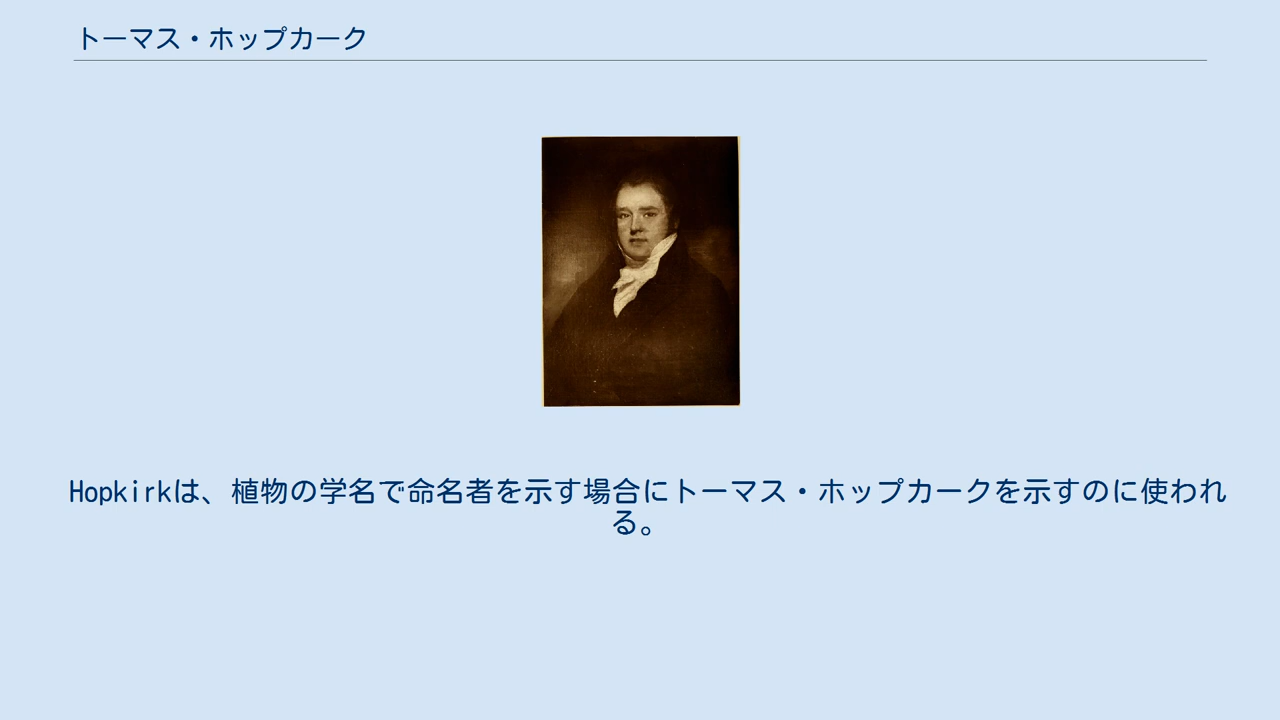 トーマス・ホップカーク
Hopkirkは、植物の学名で命名者を示す場合にトーマス・ホップカークを示すのに使われ
る。